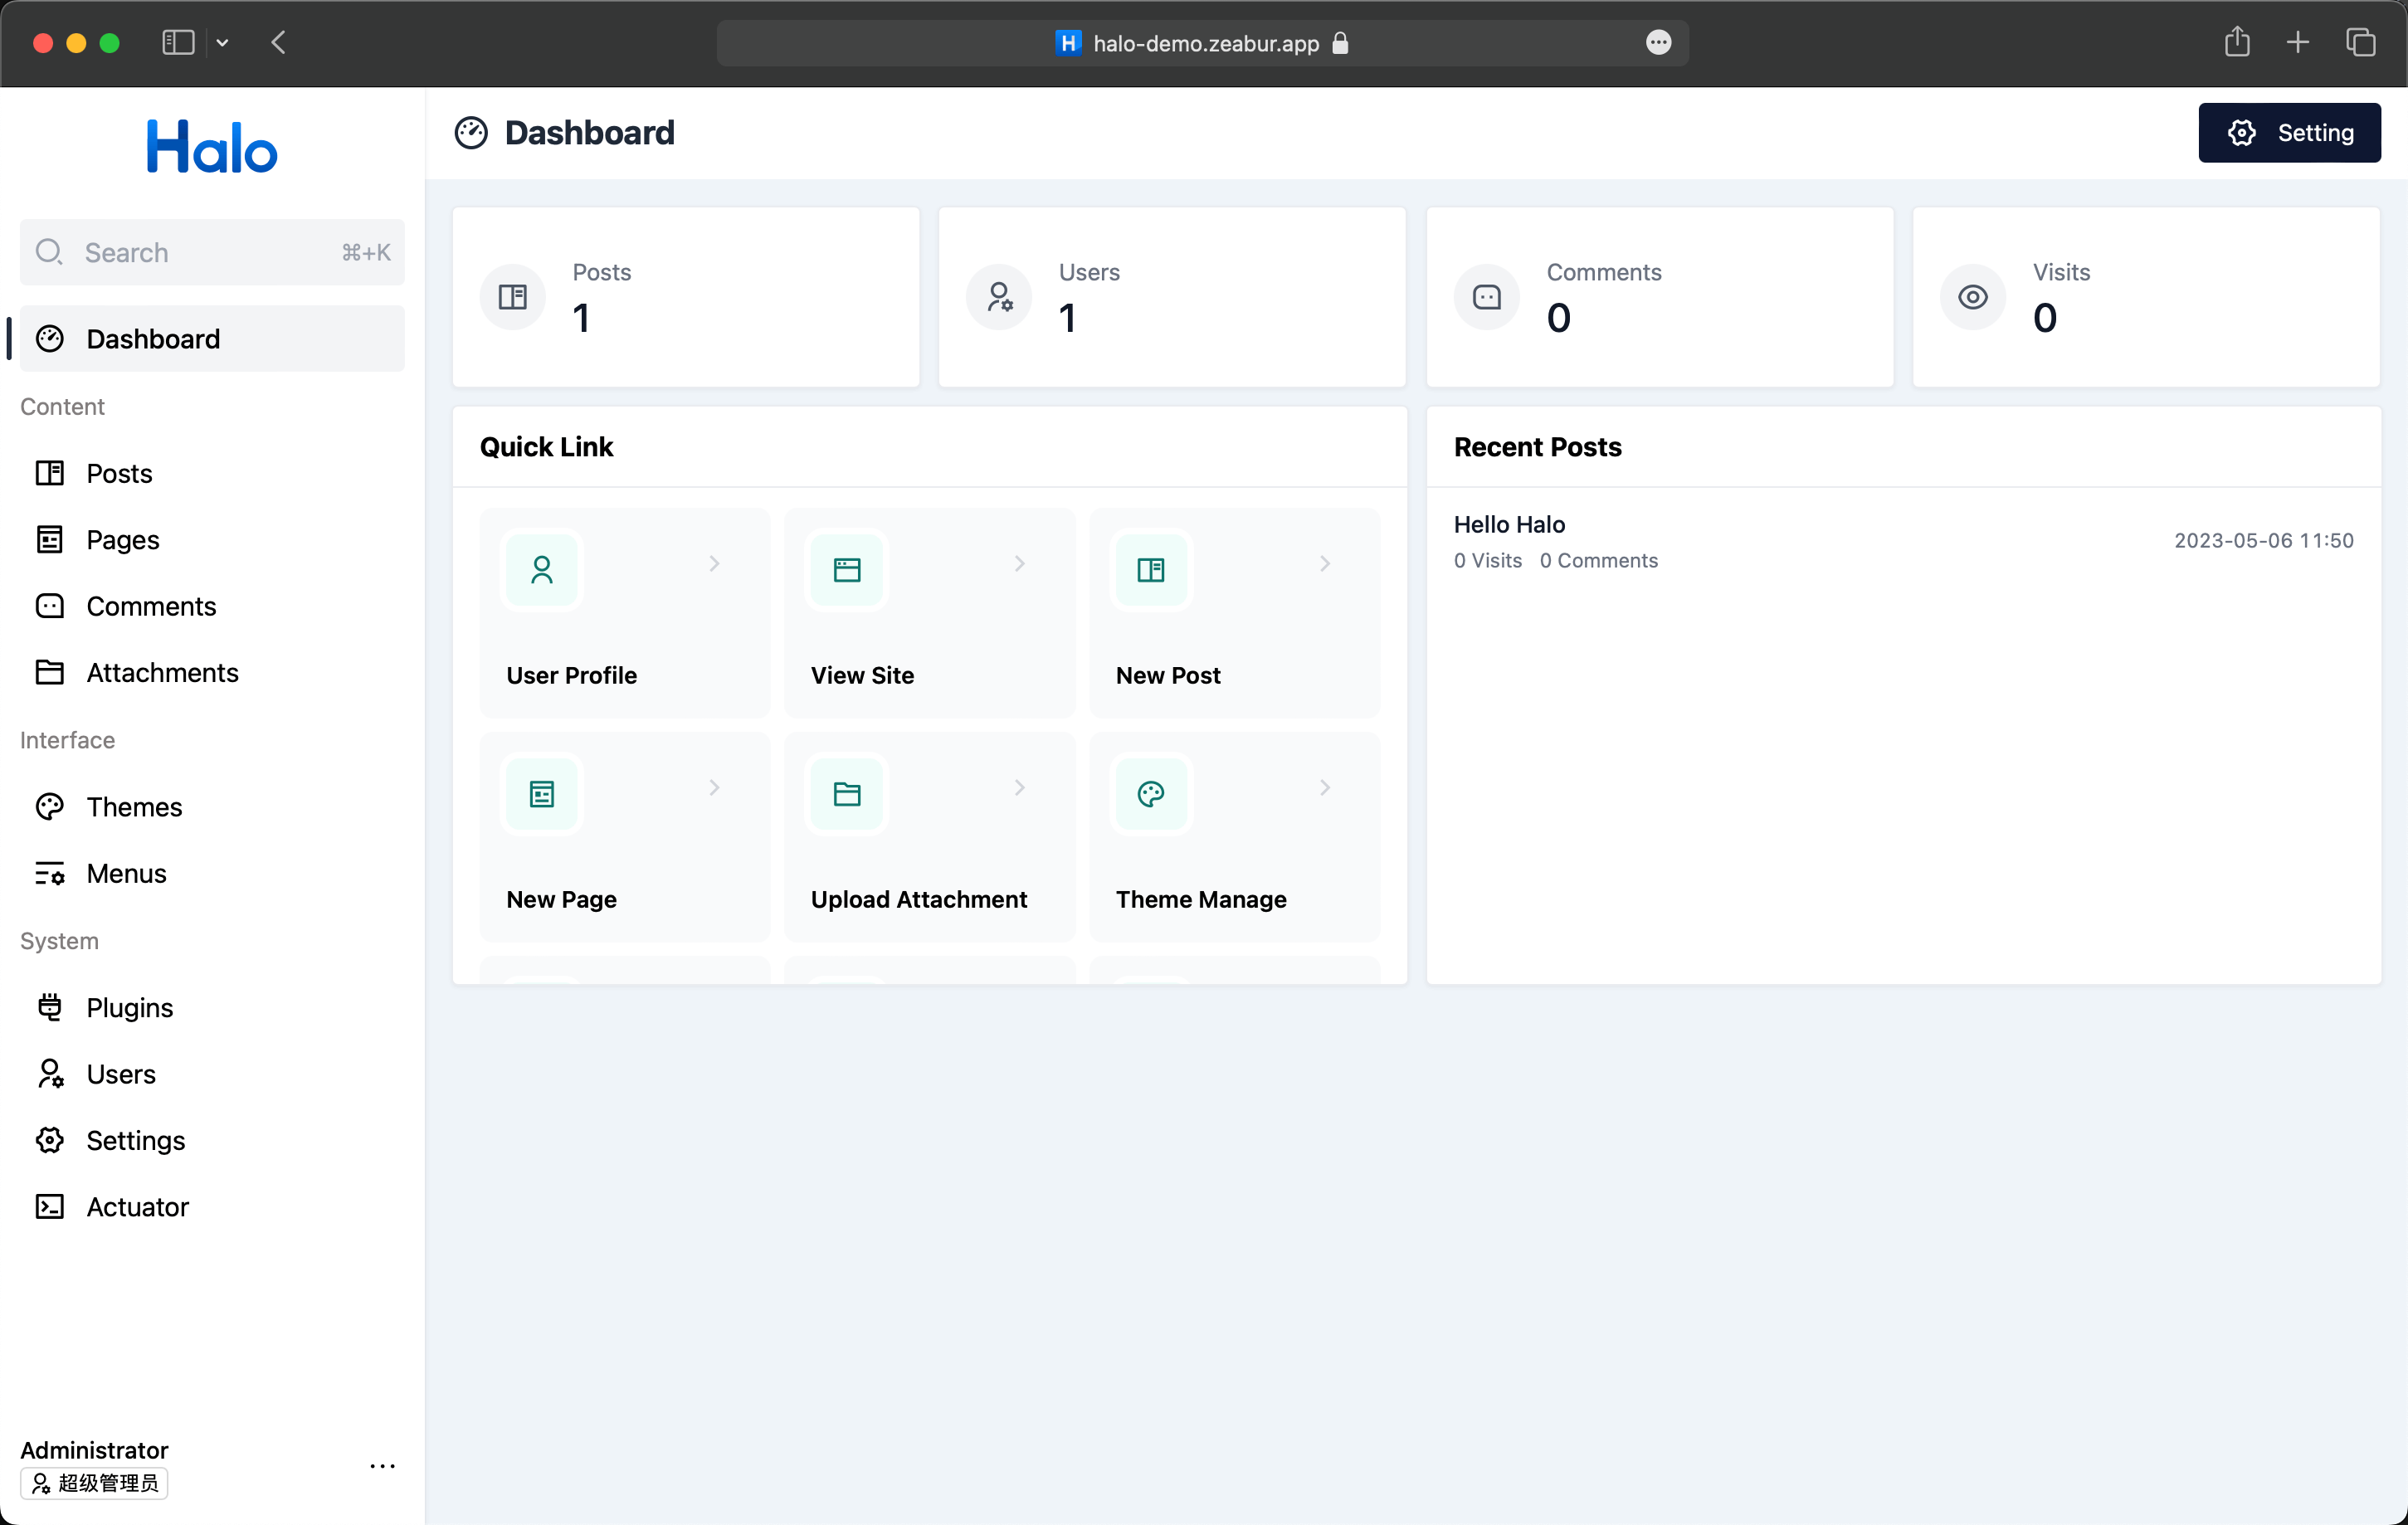 halo-demo.zeabur.app
Halo
Search ⌘+K
Dashboard
Content
Posts
Pages
Comments
Attachments
Interface
Themes
Menus
System
Plugins
Users
Settings
Actuator
Administrator
超级管理员
Dashboard
Setting
Posts
1
Users
1
Comments
0
Visits
0
Quick Link
User Profile
View Site
New Post
New Page
Upload Attachment
Theme Manage
Recent Posts
Hello Halo
0 Visits 0 Comments
2023-05-06 11:50